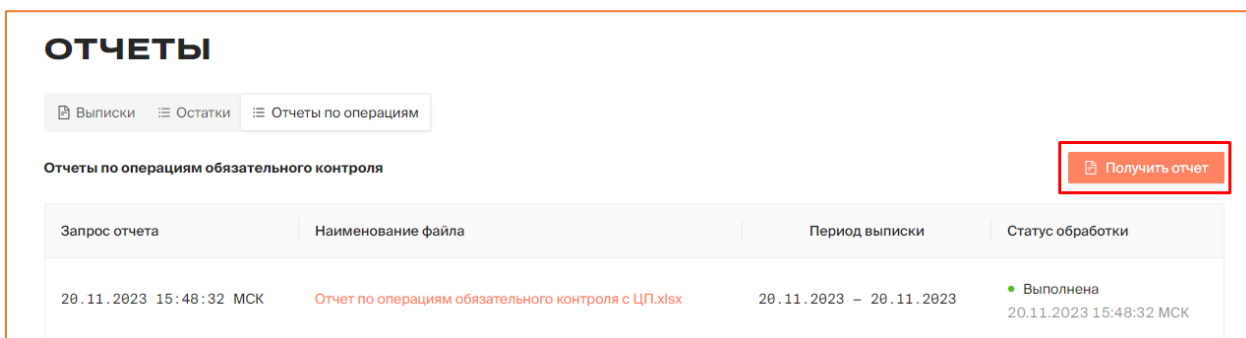 ОТЧЕТЫ
Выписки Остатки Отчеты по операциям
Отчеты по операциям обязательного контроля
Получить отчет
Запрос отчета Наименование файла Период выписки Статус обработки
20.11.2023 15:48:32 МСК Отчет по операциям обязательного контроля с ЦП.xlsx 20.11.2023 – 20.11.2023 Выполнена
20.11.2023 15:48:32 МСК